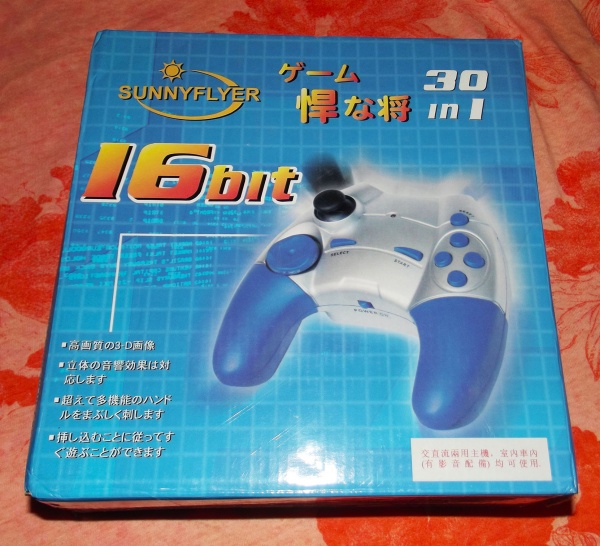 SUNNYFLYER
ゲーム
悍な将
30
in 1
16bit
SELECT
START
■高画質の3-D画像
■立体の音響効果は対
応します
■超えて多機能のハンド
ルをまぶしく刺します
■挿し込むことに従ってす
ぐ遊ぶことができます
交直流兩用主機，室內車內
(有影音配備)均可使用